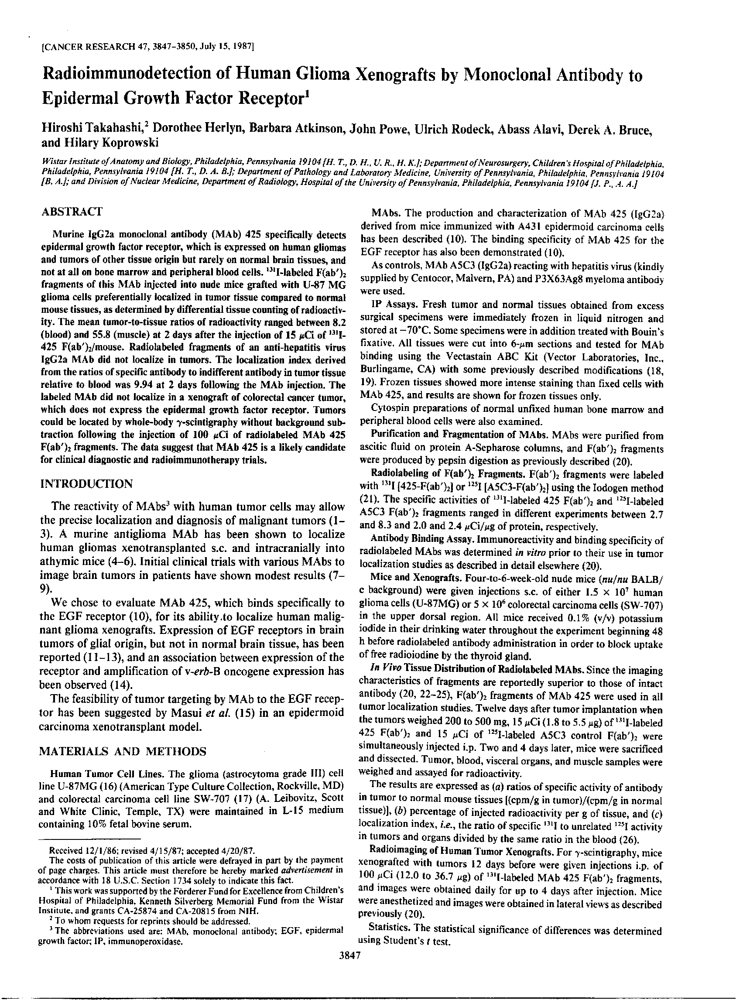 [CANCER RESEARCH 47, 3847-3850, July 15, 1987]
Radioimmunodetection of Human Glioma Xenografts by Monoclonal Antibody to
Epidermal Growth Factor Receptor¹
Hiroshi Takahashi,² Dorothee Herlyn, Barbara Atkinson, John Powe, Ulrich Rodeck, Abass Alavi, Derek A. Bruce,
and Hilary Koprowski
Wistar Institute of Anatomy and Biology, Philadelphia, Pennsylvania 19104 [H. T., D. H., U. R., H. K.]; Department of Neurosurgery, Children's Hospital of Philadelphia,
Philadelphia, Pennsylvania 19104 [H. T., D. A. B.]; Department of Pathology and Laboratory Medicine, University of Pennsylvania, Philadelphia, Pennsylvania 19104
[B. A.]; and Division of Nuclear Medicine, Department of Radiology, Hospital of the University of Pennsylvania, Philadelphia, Pennsylvania 19104 [J. P., A. A.]
ABSTRACT
Murine IgG2a monoclonal antibody (MAb) 425 specifically detects
epidermal growth factor receptor, which is expressed on human gliomas
and tumors of other tissue origin but rarely on normal brain tissues, and
not at all on bone marrow and peripheral blood cells. ¹³¹I-labeled F(ab')₂
fragments of this MAb injected into nude mice grafted with U-87 MG
glioma cells preferentially localized in tumor tissue compared to normal
mouse tissues, as determined by differential tissue counting of radioactiv-
ity. The mean tumor-to-tissue ratios of radioactivity ranged between 8.2
(blood) and 55.8 (muscle) at 2 days after the injection of 15 μCi of ¹³¹I-
425 F(ab')₂/mouse. Radiolabeled fragments of an anti-hepatitis virus
IgG2a MAb did not localize in tumors. The localization index derived
from the ratios of specific antibody to indifferent antibody in tumor tissue
relative to blood was 9.94 at 2 days following the MAb injection. The
labeled MAb did not localize in a xenograft of colorectal cancer tumor,
which does not express the epidermal growth factor receptor. Tumors
could be located by whole-body γ-scintigraphy without background sub-
traction following the injection of 100 μCi of radiolabeled MAb 425
F(ab')₂ fragments. The data suggest that MAb 425 is a likely candidate
for clinical diagnostic and radioimmunotherapy trials.
INTRODUCTION
The reactivity of MAbs³ with human tumor cells may allow
the precise localization and diagnosis of malignant tumors (1-
3). A murine antiglioma MAb has been shown to localize
human gliomas xenotransplanted s.c. and intracranially into
athymic mice (4-6). Initial clinical trials with various MAbs to
image brain tumors in patients have shown modest results (7-
9).
We chose to evaluate MAb 425, which binds specifically to
the EGF receptor (10), for its ability.to localize human malig-
nant glioma xenografts. Expression of EGF receptors in brain
tumors of glial origin, but not in normal brain tissue, has been
reported (11-13), and an association between expression of the
receptor and amplification of v-erb-B oncogene expression has
been observed (14).
The feasibility of tumor targeting by MAb to the EGF recep-
tor has been suggested by Masui et al. (15) in an epidermoid
carcinoma xenotransplant model.
MATERIALS AND METHODS
Human Tumor Cell Lines. The glioma (astrocytoma grade III) cell
line U-87MG (16) (American Type Culture Collection, Rockville, MD)
and colorectal carcinoma cell line SW-707 (17) (A. Leibovitz, Scott
and White Clinic, Temple, TX) were maintained in L-15 medium
containing 10% fetal bovine serum.
Received 12/1/86; revised 4/15/87; accepted 4/20/87.
The costs of publication of this article were defrayed in part by the payment
of page charges. This article must therefore be hereby marked advertisement in
accordance with 18 U.S.C. Section 1734 solely to indicate this fact.
¹ This work was supported by the Forderer Fund for Excellence from Children's
Hospital of Philadelphia, Kenneth Silverberg Memorial Fund from the Wistar
Institute, and grants CA-25874 and CA-20815 from NIH.
² To whom requests for reprints should be addressed.
³ The abbreviations used are: MAb, monoclonal antibody; EGF, epidermal
growth factor; IP, immunoperoxidase.
MAbs. The production and characterization of MAb 425 (IgG2a)
derived from mice immunized with A431 epidermoid carcinoma cells
has been described (10). The binding specificity of MAb 425 for the
EGF receptor has also been demonstrated (10).
As controls, MAb A5C3 (IgG2a) reacting with hepatitis virus (kindly
supplied by Centocor, Malvern, PA) and P3X63Ag8 myeloma antibody
were used.
IP Assays. Fresh tumor and normal tissues obtained from excess
surgical specimens were immediately frozen in liquid nitrogen and
stored at −70°C. Some specimens were in addition treated with Bouin's
fixative. All tissues were cut into 6-μm sections and tested for MAb
binding using the Vectastain ABC Kit (Vector Laboratories, Inc.,
Burlingame, CA) with some previously described modifications (18,
19). Frozen tissues showed more intense staining than fixed cells with
MAb 425, and results are shown for frozen tissues only.
Cytospin preparations of normal unfixed human bone marrow and
peripheral blood cells were also examined.
Purification and Fragmentation of MAbs. MAbs were purified from
ascitic fluid on protein A-Sepharose columns, and F(ab')₂ fragments
were produced by pepsin digestion as previously described (20).
Radiolabeling of F(ab')₂ Fragments. F(ab')₂ fragments were labeled
with ¹³¹I [425-F(ab')₂] or ¹²⁵I [A5C3-F(ab')₂] using the Iodogen method
(21). The specific activities of ¹³¹I-labeled 425 F(ab')₂ and ¹²⁵I-labeled
A5C3 F(ab')₂ fragments ranged in different experiments between 2.7
and 8.3 and 2.0 and 2.4 μCi/μg of protein, respectively.
Antibody Binding Assay. Immunoreactivity and binding specificity of
radiolabeled MAbs was determined in vitro prior to their use in tumor
localization studies as described in detail elsewhere (20).
Mice and Xenografts. Four-to-6-week-old nude mice (nu/nu BALB/
c background) were given injections s.c. of either 1.5 × 10⁷ human
glioma cells (U-87MG) or 5 × 10⁶ colorectal carcinoma cells (SW-707)
in the upper dorsal region. All mice received 0.1% (v/v) potassium
iodide in their drinking water throughout the experiment beginning 48
h before radiolabeled antibody administration in order to block uptake
of free radioiodine by the thyroid gland.
In Vivo Tissue Distribution of Radiolabeled MAbs. Since the imaging
characteristics of fragments are reportedly superior to those of intact
antibody (20, 22-25), F(ab')₂ fragments of MAb 425 were used in all
tumor localization studies. Twelve days after tumor implantation when
the tumors weighed 200 to 500 mg, 15 μCi (1.8 to 5.5 μg) of ¹³¹I-labeled
425 F(ab')₂ and 15 μCi of ¹²⁵I-labeled A5C3 control F(ab')₂ were
simultaneously injected i.p. Two and 4 days later, mice were sacrificed
and dissected. Tumor, blood, visceral organs, and muscle samples were
weighed and assayed for radioactivity.
The results are expressed as (a) ratios of specific activity of antibody
in tumor to normal mouse tissues [(cpm/g in tumor)/(cpm/g in normal
tissue)], (b) percentage of injected radioactivity per g of tissue, and (c)
localization index, i.e., the ratio of specific ¹³¹I to unrelated ¹²⁵I activity
in tumors and organs divided by the same ratio in the blood (26).
Radioimaging of Human Tumor Xenografts. For γ-scintigraphy, mice
xenografted with tumors 12 days before were given injections i.p. of
100 μCi (12.0 to 36.7 μg) of ¹³¹I-labeled MAb 425 F(ab')₂ fragments,
and images were obtained daily for up to 4 days after injection. Mice
were anesthetized and images were obtained in lateral views as described
previously (20).
Statistics. The statistical significance of differences was determined
using Student's t test.
3847